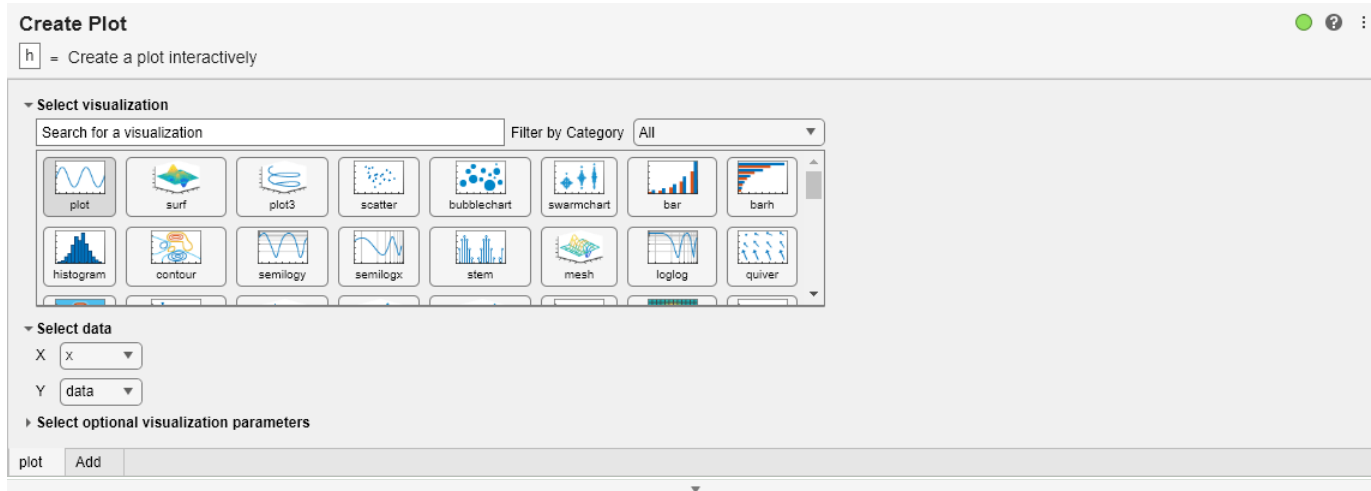 Create Plot
h = Create a plot interactively
Select visualization
Search for a visualization Filter by Category All
plot surf plot3 scatter bubblechart swarmchart bar barh
histogram contour semilogy semilogx stem mesh loglog quiver
Select data
X x
Y data
Select optional visualization parameters
plot Add